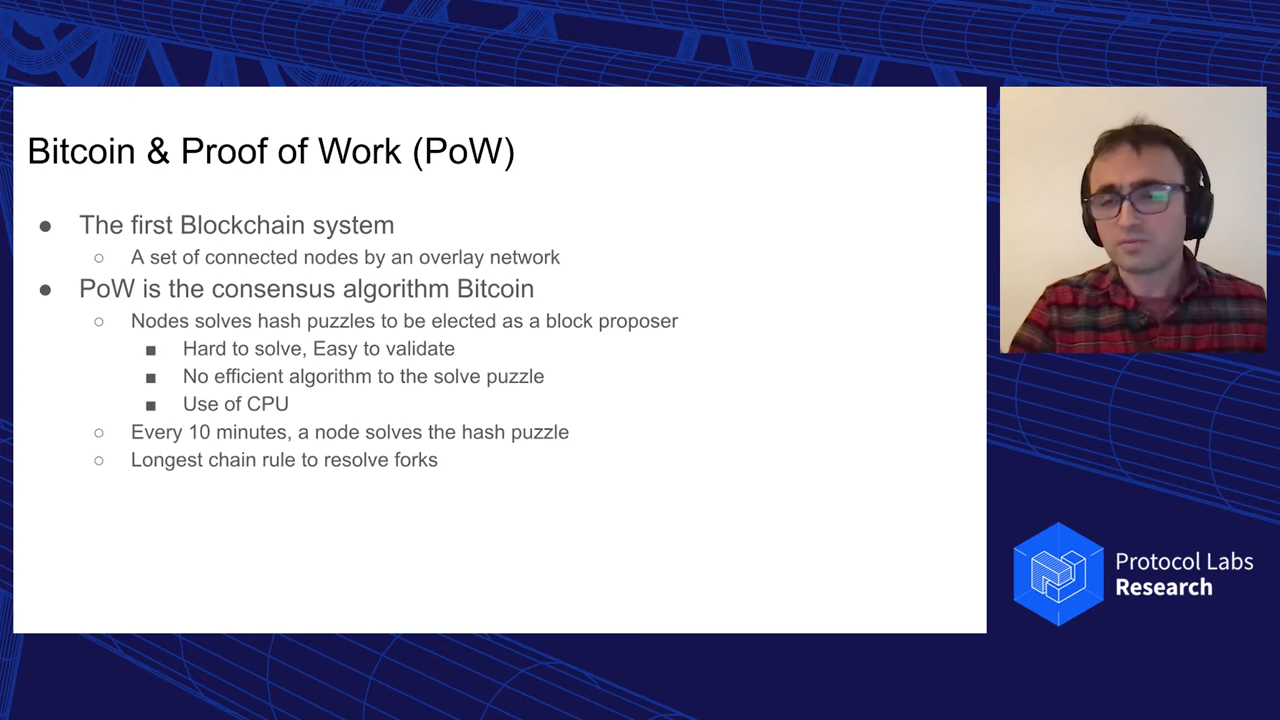 Bitcoin & Proof of Work (PoW)
● The first Blockchain system
○ A set of connected nodes by an overlay network
● PoW is the consensus algorithm Bitcoin
○ Nodes solves hash puzzles to be elected as a block proposer
■ Hard to solve, Easy to validate
■ No efficient algorithm to the solve puzzle
■ Use of CPU
○ Every 10 minutes, a node solves the hash puzzle
○ Longest chain rule to resolve forks
Protocol Labs
Research